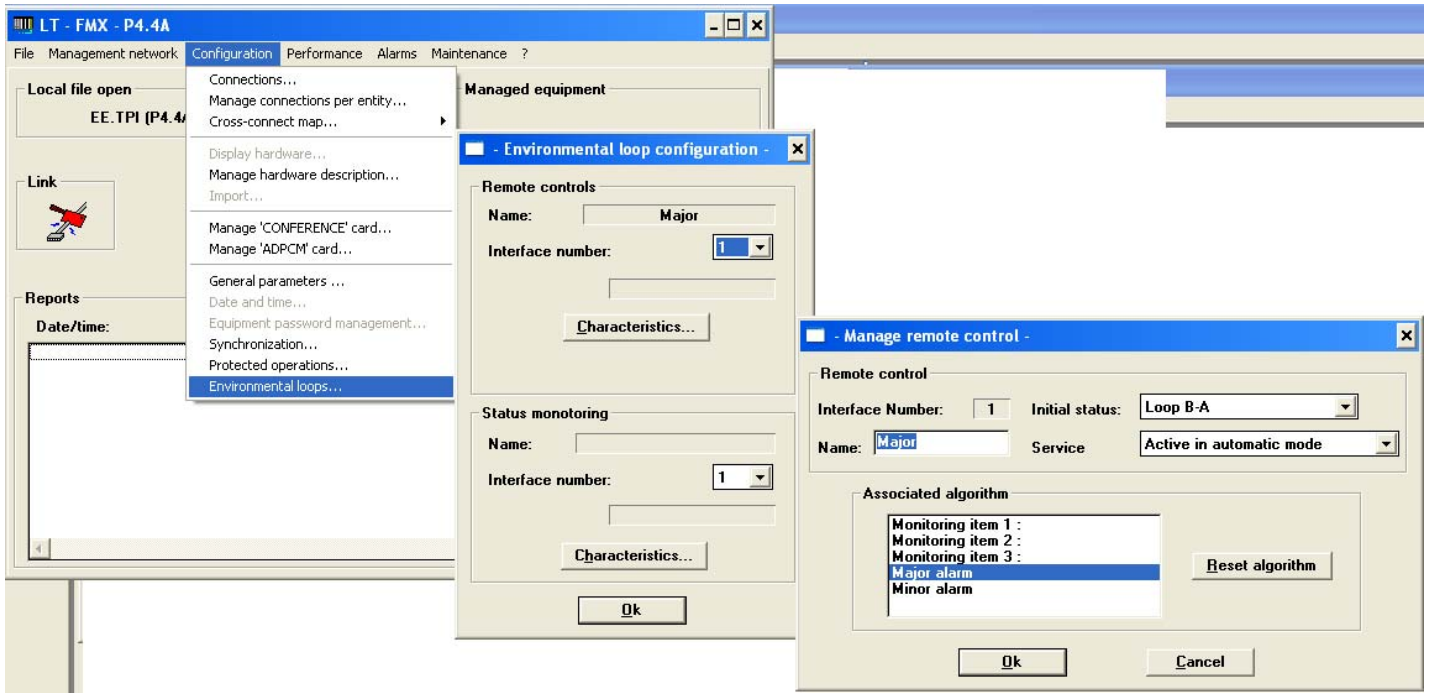 LT - FMX - P4.4A
File Management network Configuration Performance Alarms Maintenance ?
Local file open
EE.TPI (P4.4A
Managed equipment
Link
Reports
Date/time:
Connections...
Manage connections per entity...
Cross-connect map...
Display hardware...
Manage hardware description...
Import...
Manage 'CONFERENCE' card...
Manage 'ADPCM' card...
General parameters ...
Date and time...
Equipment password management...
Synchronization...
Protected operations...
Environmental loops...
- Environmental loop configuration -
Remote controls
Name: Major
Interface number: 1
Characteristics...
Status monotoring
Name:
Interface number: 1
Characteristics...
Ok
- Manage remote control -
Remote control
Interface Number: 1 Initial status: Loop B-A
Name: Major Service Active in automatic mode
Associated algorithm
Monitoring item 1 :
Monitoring item 2 :
Monitoring item 3 :
Major alarm
Minor alarm
Reset algorithm
Ok Cancel